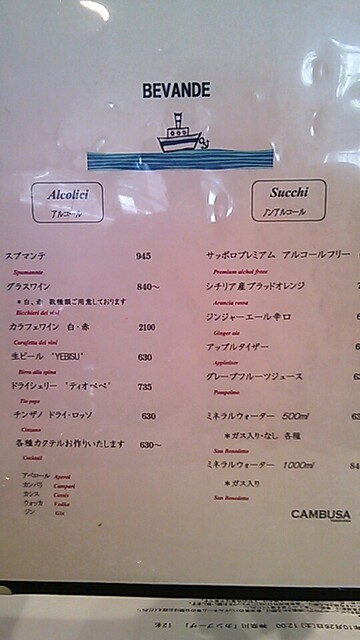 BEVANDE
Alcolici
アルコール
スプマンテ 945
Spumannte
グラスワイン 840～
＊白、赤 数種類ご用意しております
Bicchieri dei vini
カラフェワイン 白・赤 2100
Caraffetta dei vini
生ビール 'YEBISU' 630
Birra alla spina
ドライシェリー 'ティオペペ' 735
Tio pepe
チンザノ ドライ・ロッソ 630
Cinzano
各種カクテルお作りいたします 630～
Cocktail
アペロール Aperol
カンパリ Campari
カシス Cassis
ウォッカ Vodka
ジン Gin
Succhi
ノンアルコール
サッポロプレミアム アルコールフリー
Premium alchol free
シチリア産ブラッドオレンジ
Arancia rossa
ジンジャーエール辛口
Ginger ale
アップルタイザー
Appletiser
グレープフルーツジュース
Pompelmo
ミネラルウォーター 500ml
＊ガス入り・なし 各種
San Benedetto
ミネラルウォーター 1000ml 84
＊ガス入り
San Benedetto
CAMBUSA